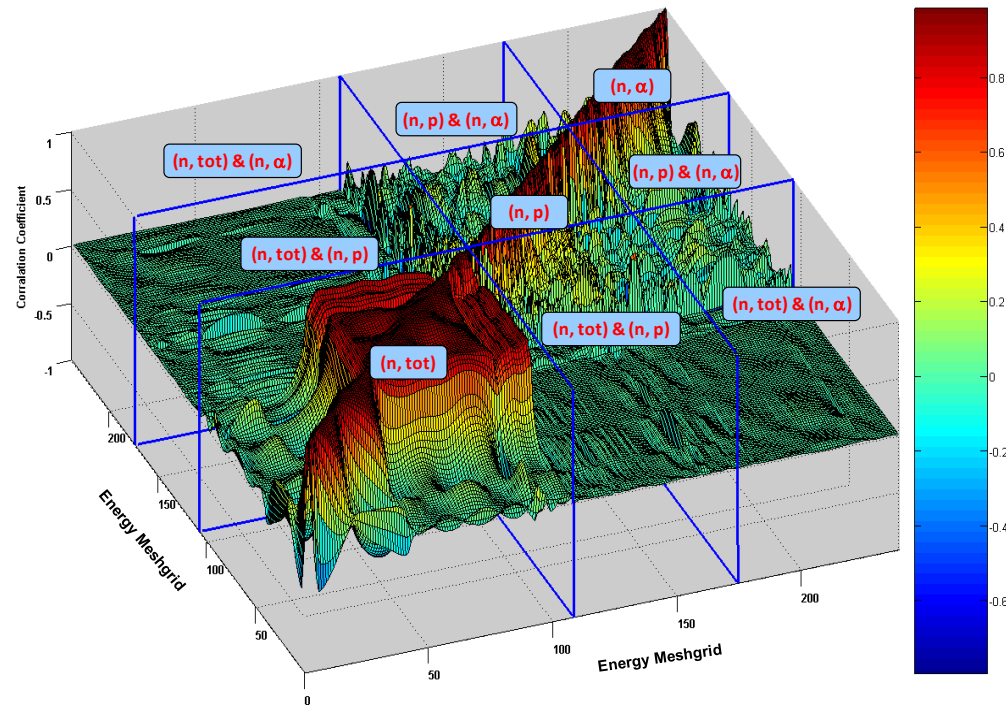 (n, α)
(n, p) & (n, α)
(n, tot) & (n, α)
(n, p) & (n, α)
(n, p)
(n, tot) & (n, p)
(n, tot) & (n, α)
(n, tot) & (n, p)
(n, tot)
Corralation Coefficient
1
0.5
0
-0.5
-1
Energy Meshgrid
200
150
100
50
0
Energy Meshgrid
50
100
150
200
0.8
0.6
0.4
0.2
0
-0.2
-0.4
-0.6